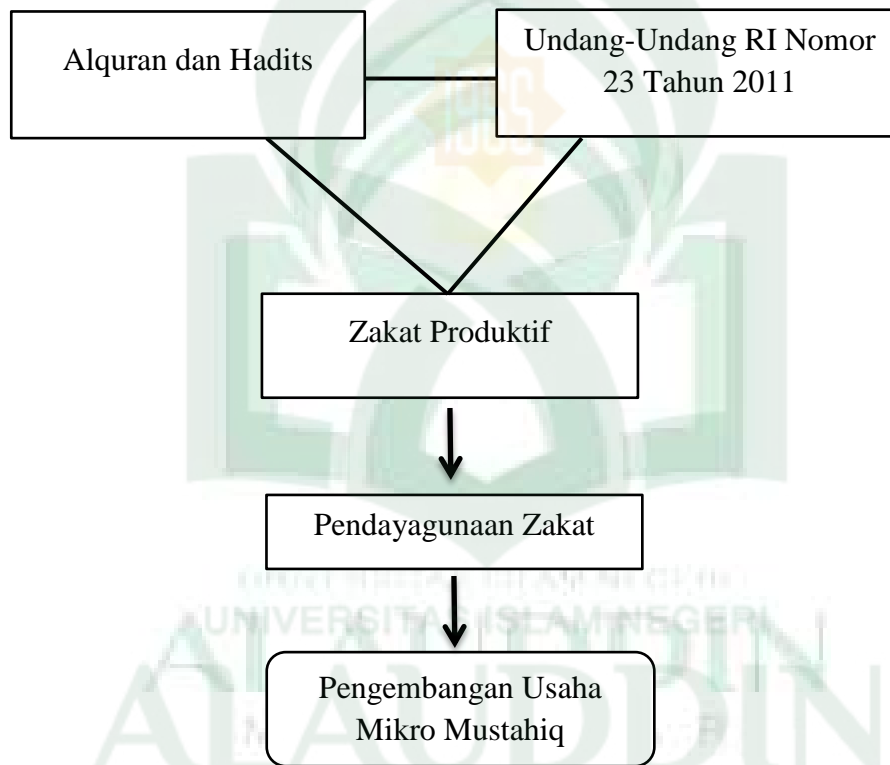 Alquran dan Hadits
Undang-Undang RI Nomor
23 Tahun 2011
1965
Zakat Produktif
Pendayagunaan Zakat
UNIVERSITAS ISLAM NEGERI
ALAUDDIN
Pengembangan Usaha
Mikro Mustahiq